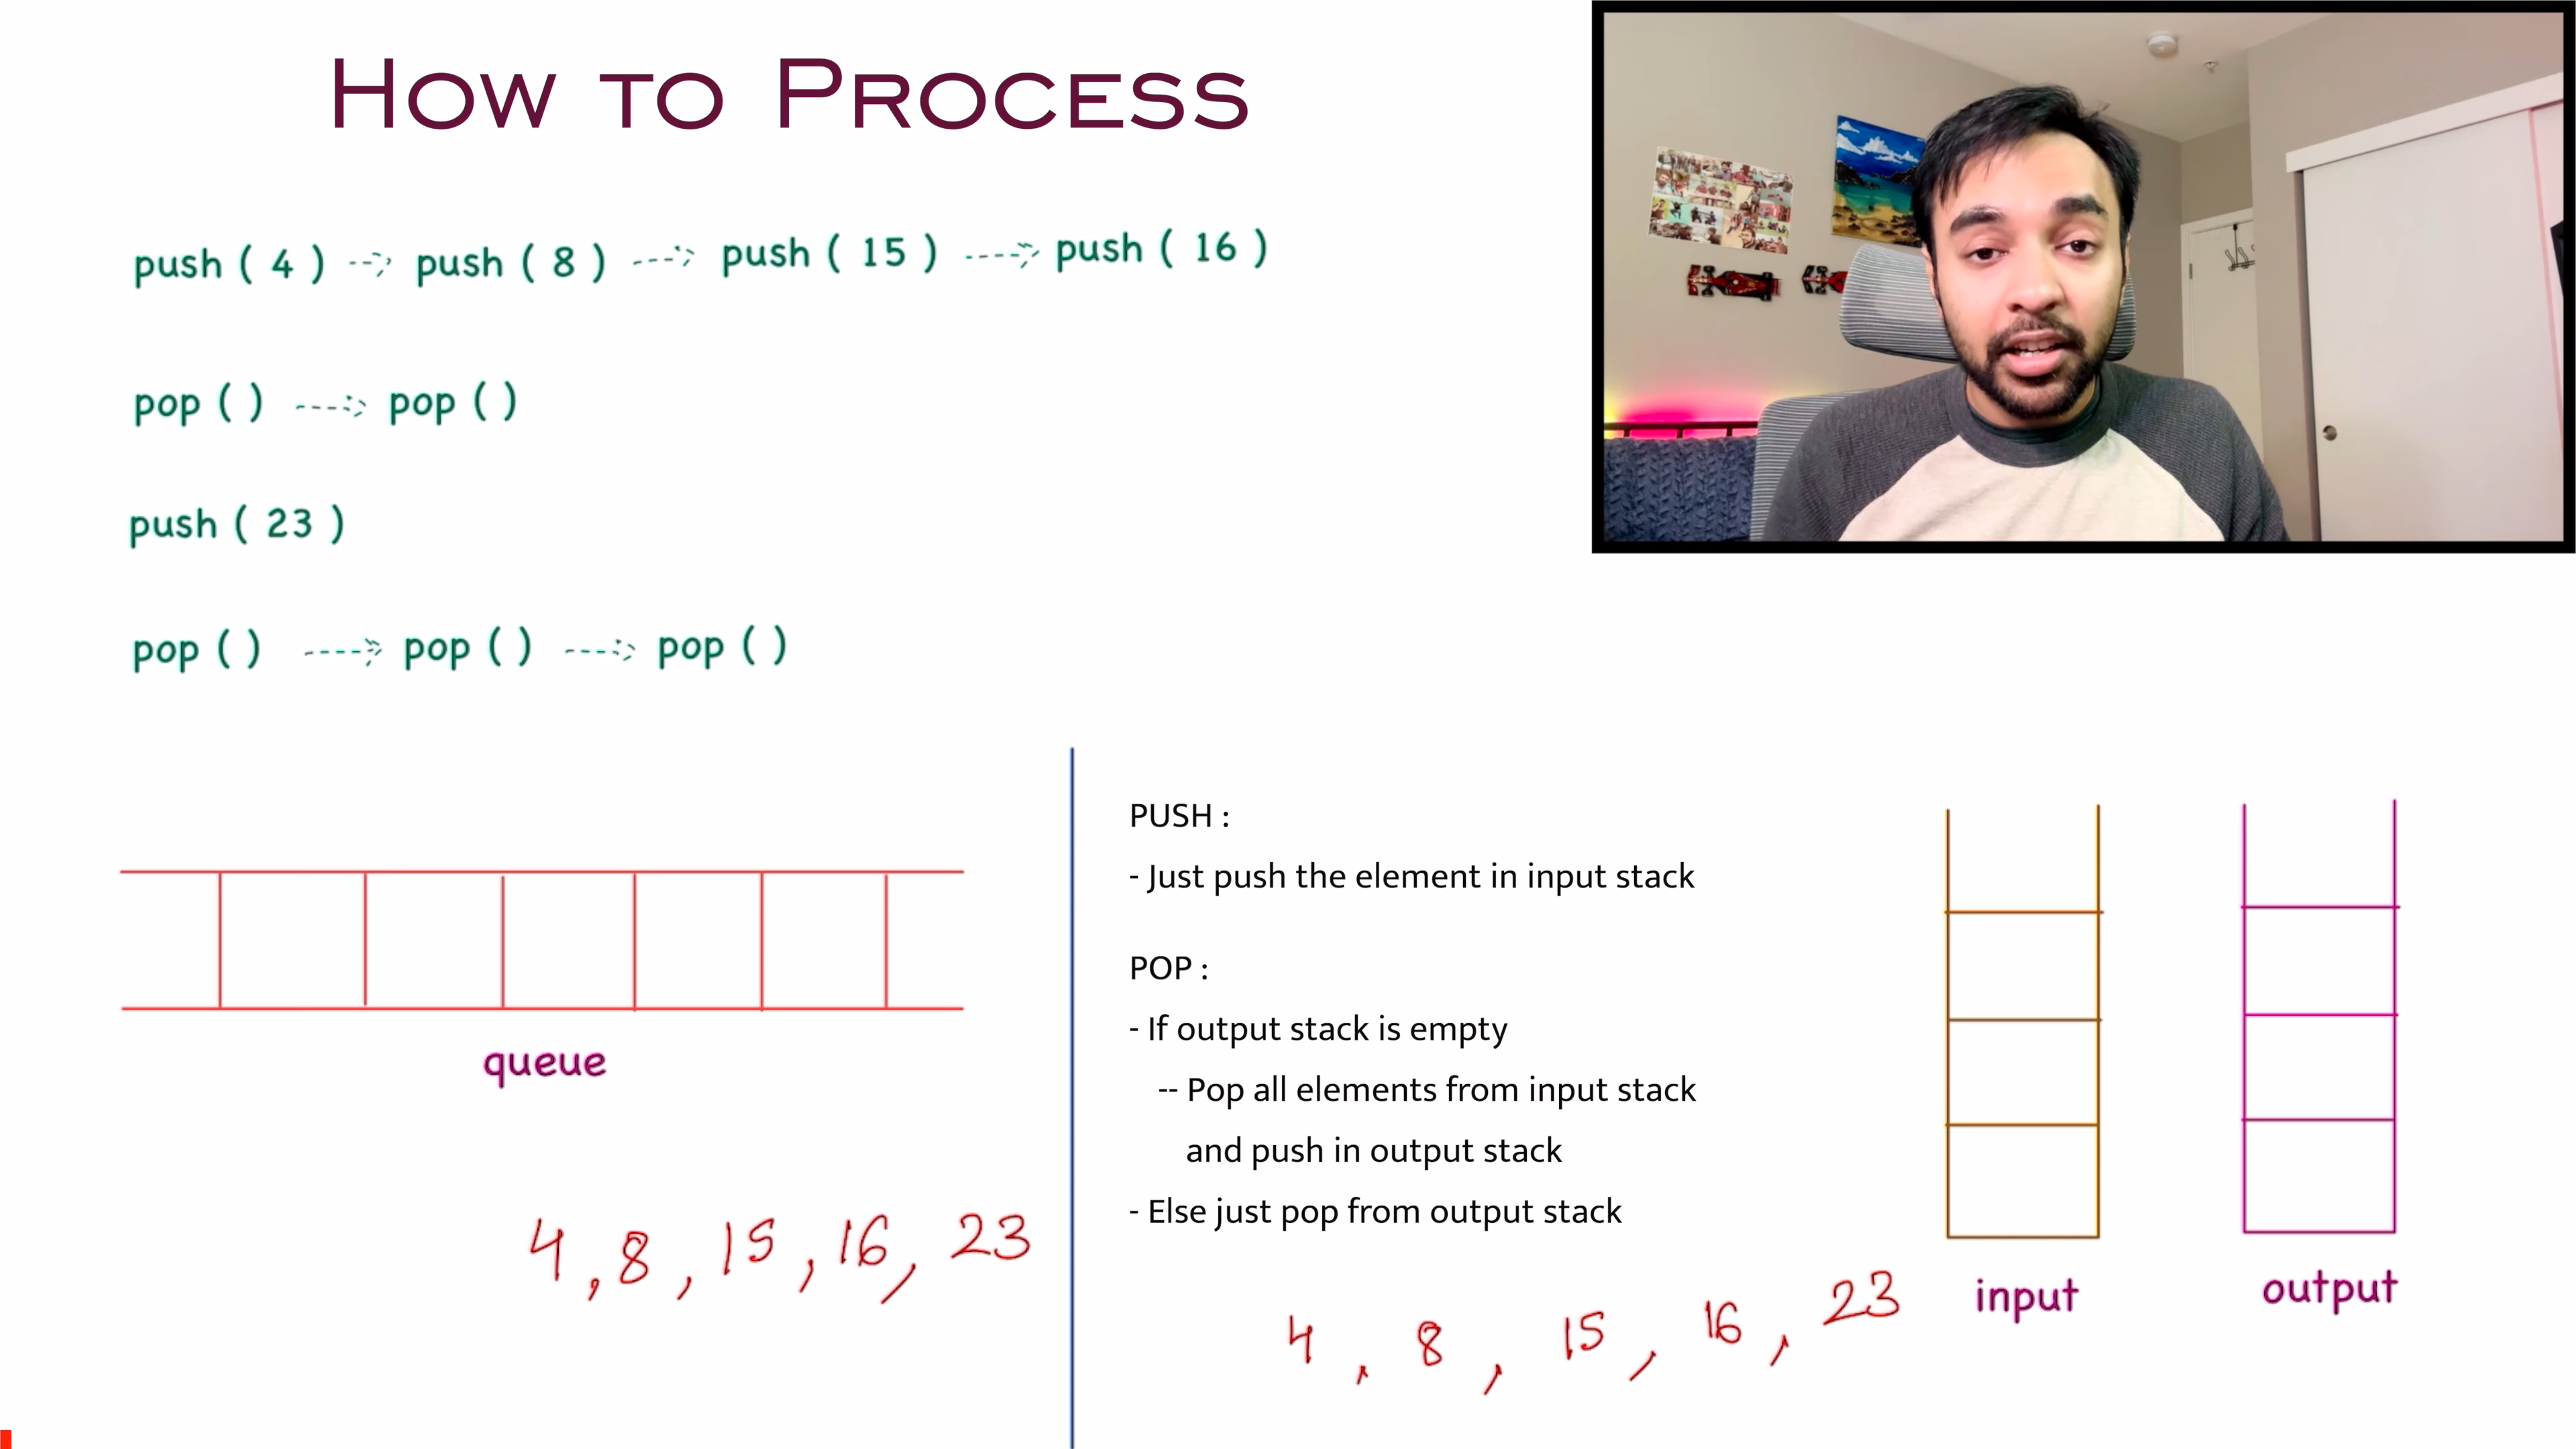 HOW TO PROCESS
push ( 4 ) push ( 8 ) push ( 15 ) push ( 16 )
pop ( ) pop ( )
push ( 23 )
pop ( ) pop ( ) pop ( )
queue
4 , 8 , 15 , 16 , 23
PUSH :
- Just push the element in input stack
POP :
- If output stack is empty
-- Pop all elements from input stack
and push in output stack
- Else just pop from output stack
4 , 8 , 15 , 16 , 23
input
output